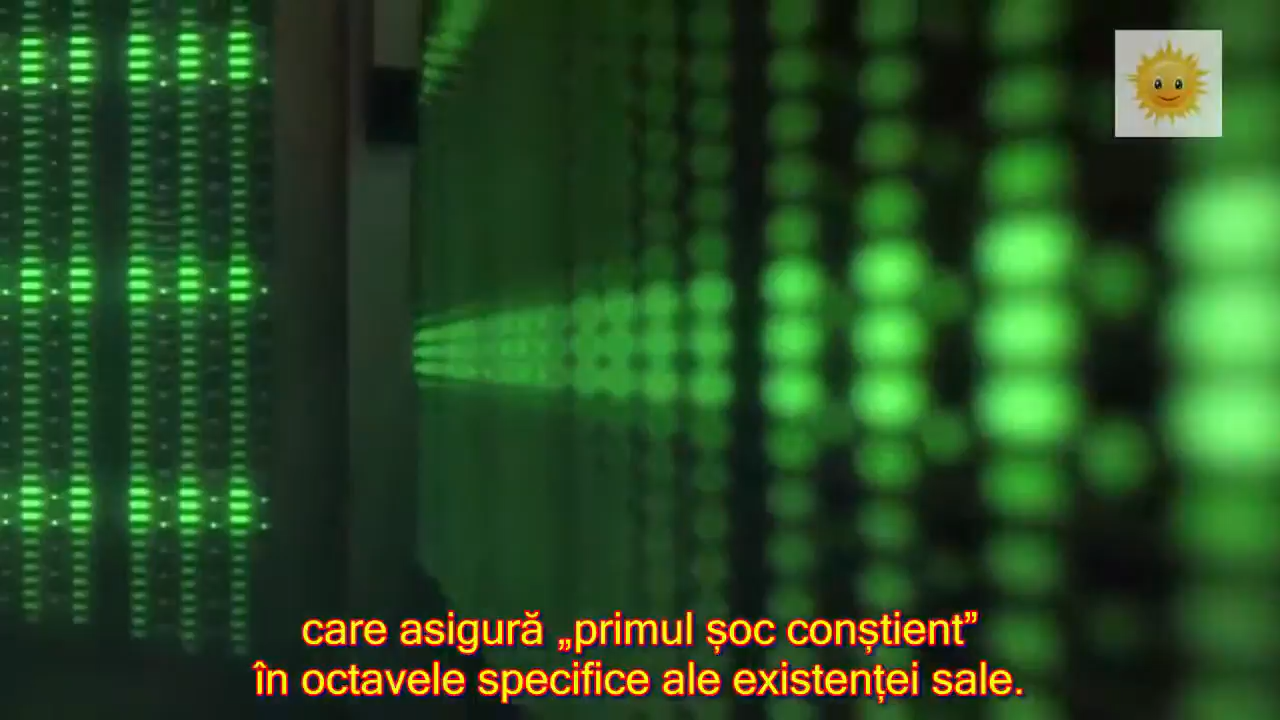 care asigură „primul șoc conștient”
în octavele specifice ale existenței sale.